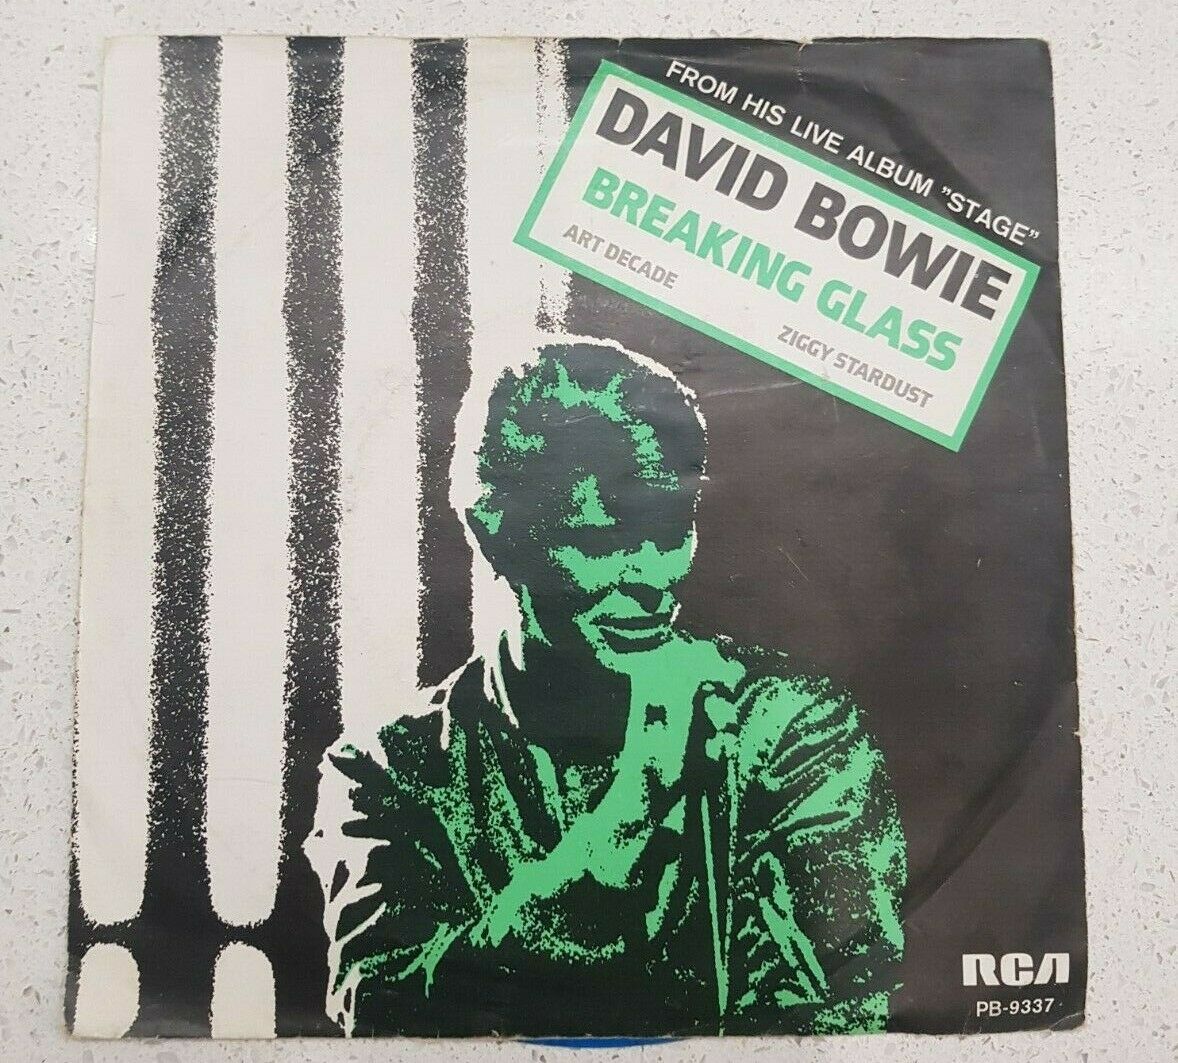 FROM HIS LIVE ALBUM "STAGE"
DAVID BOWIE
BREAKING GLASS
ART DECADE
ZIGGY STARDUST
RCA
PB-9337